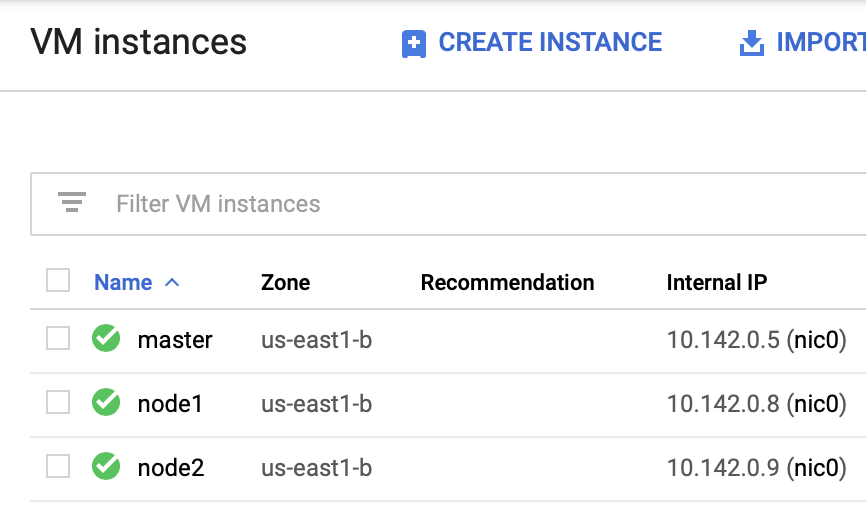 VM instances CREATE INSTANCE IMPORT
Filter VM instances
Name Zone Recommendation Internal IP
master us-east1-b 10.142.0.5 (nic0)
node1 us-east1-b 10.142.0.8 (nic0)
node2 us-east1-b 10.142.0.9 (nic0)